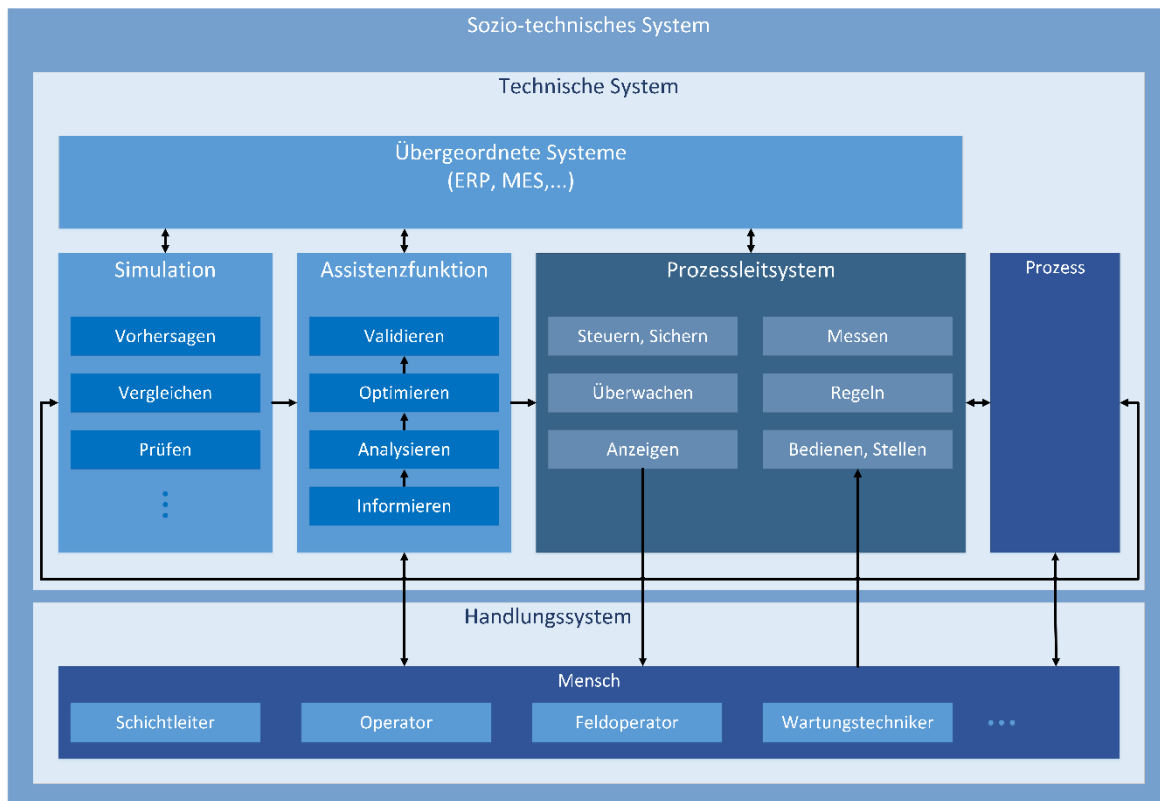 Sozio-technisches System
Technische System
Übergeordnete Systeme
(ERP, MES,...)
Simulation
Vorhersagen
Vergleichen
Prüfen
Assistenzfunktion
Validieren
Optimieren
Analysieren
Informieren
Prozessleitsystem
Steuern, Sichern
Messen
Überwachen
Regeln
Anzeigen
Bedienen, Stellen
Prozess
Handlungssystem
Mensch
Schichtleiter
Operator
Feldoperator
Wartungstechniker